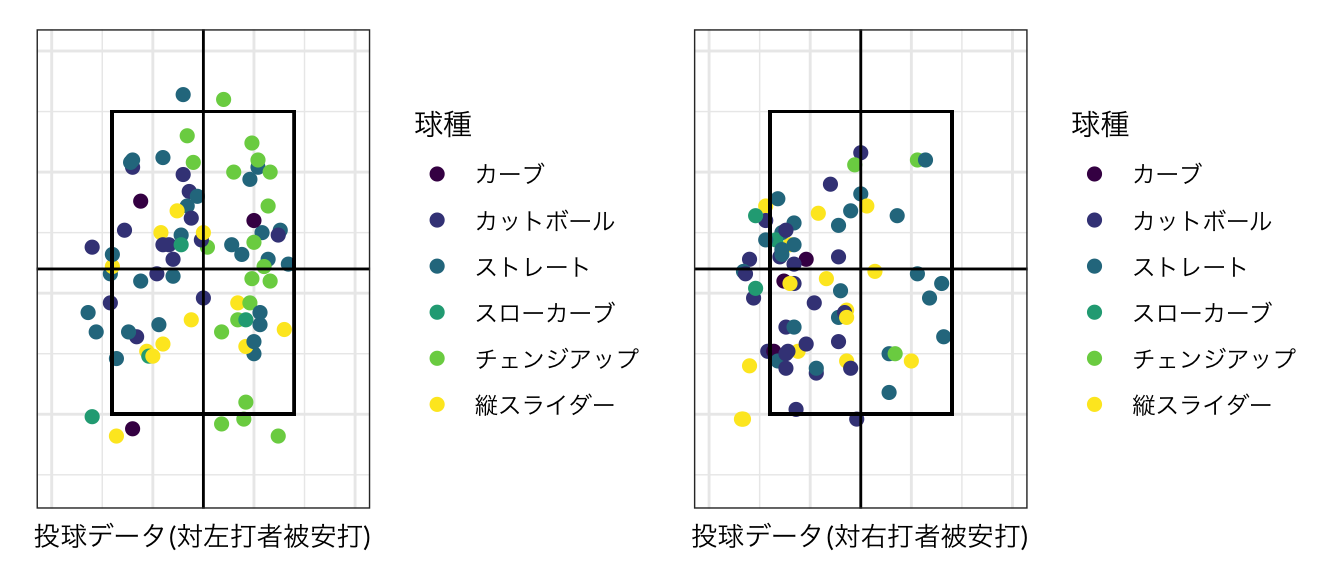 球種
カーブ
カットボール
ストレート
スローカーブ
チェンジアップ
縦スライダー
投球データ(対左打者被安打)
球種
カーブ
カットボール
ストレート
スローカーブ
チェンジアップ
縦スライダー
投球データ(対右打者被安打)